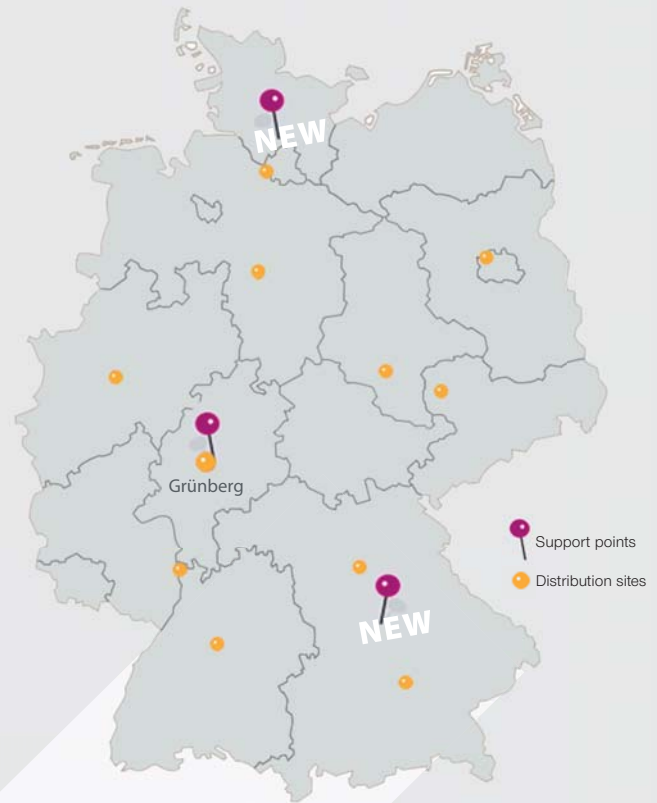 NEW
Grünberg
Support points
Distribution sites
NEW